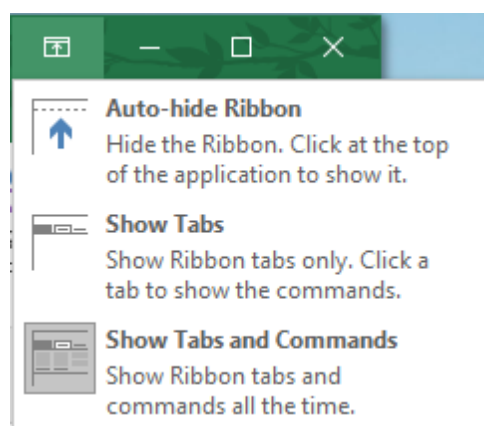 Auto-hide Ribbon
Hide the Ribbon. Click at the top
of the application to show it.
Show Tabs
Show Ribbon tabs only. Click a
tab to show the commands.
Show Tabs and Commands
Show Ribbon tabs and
commands all the time.